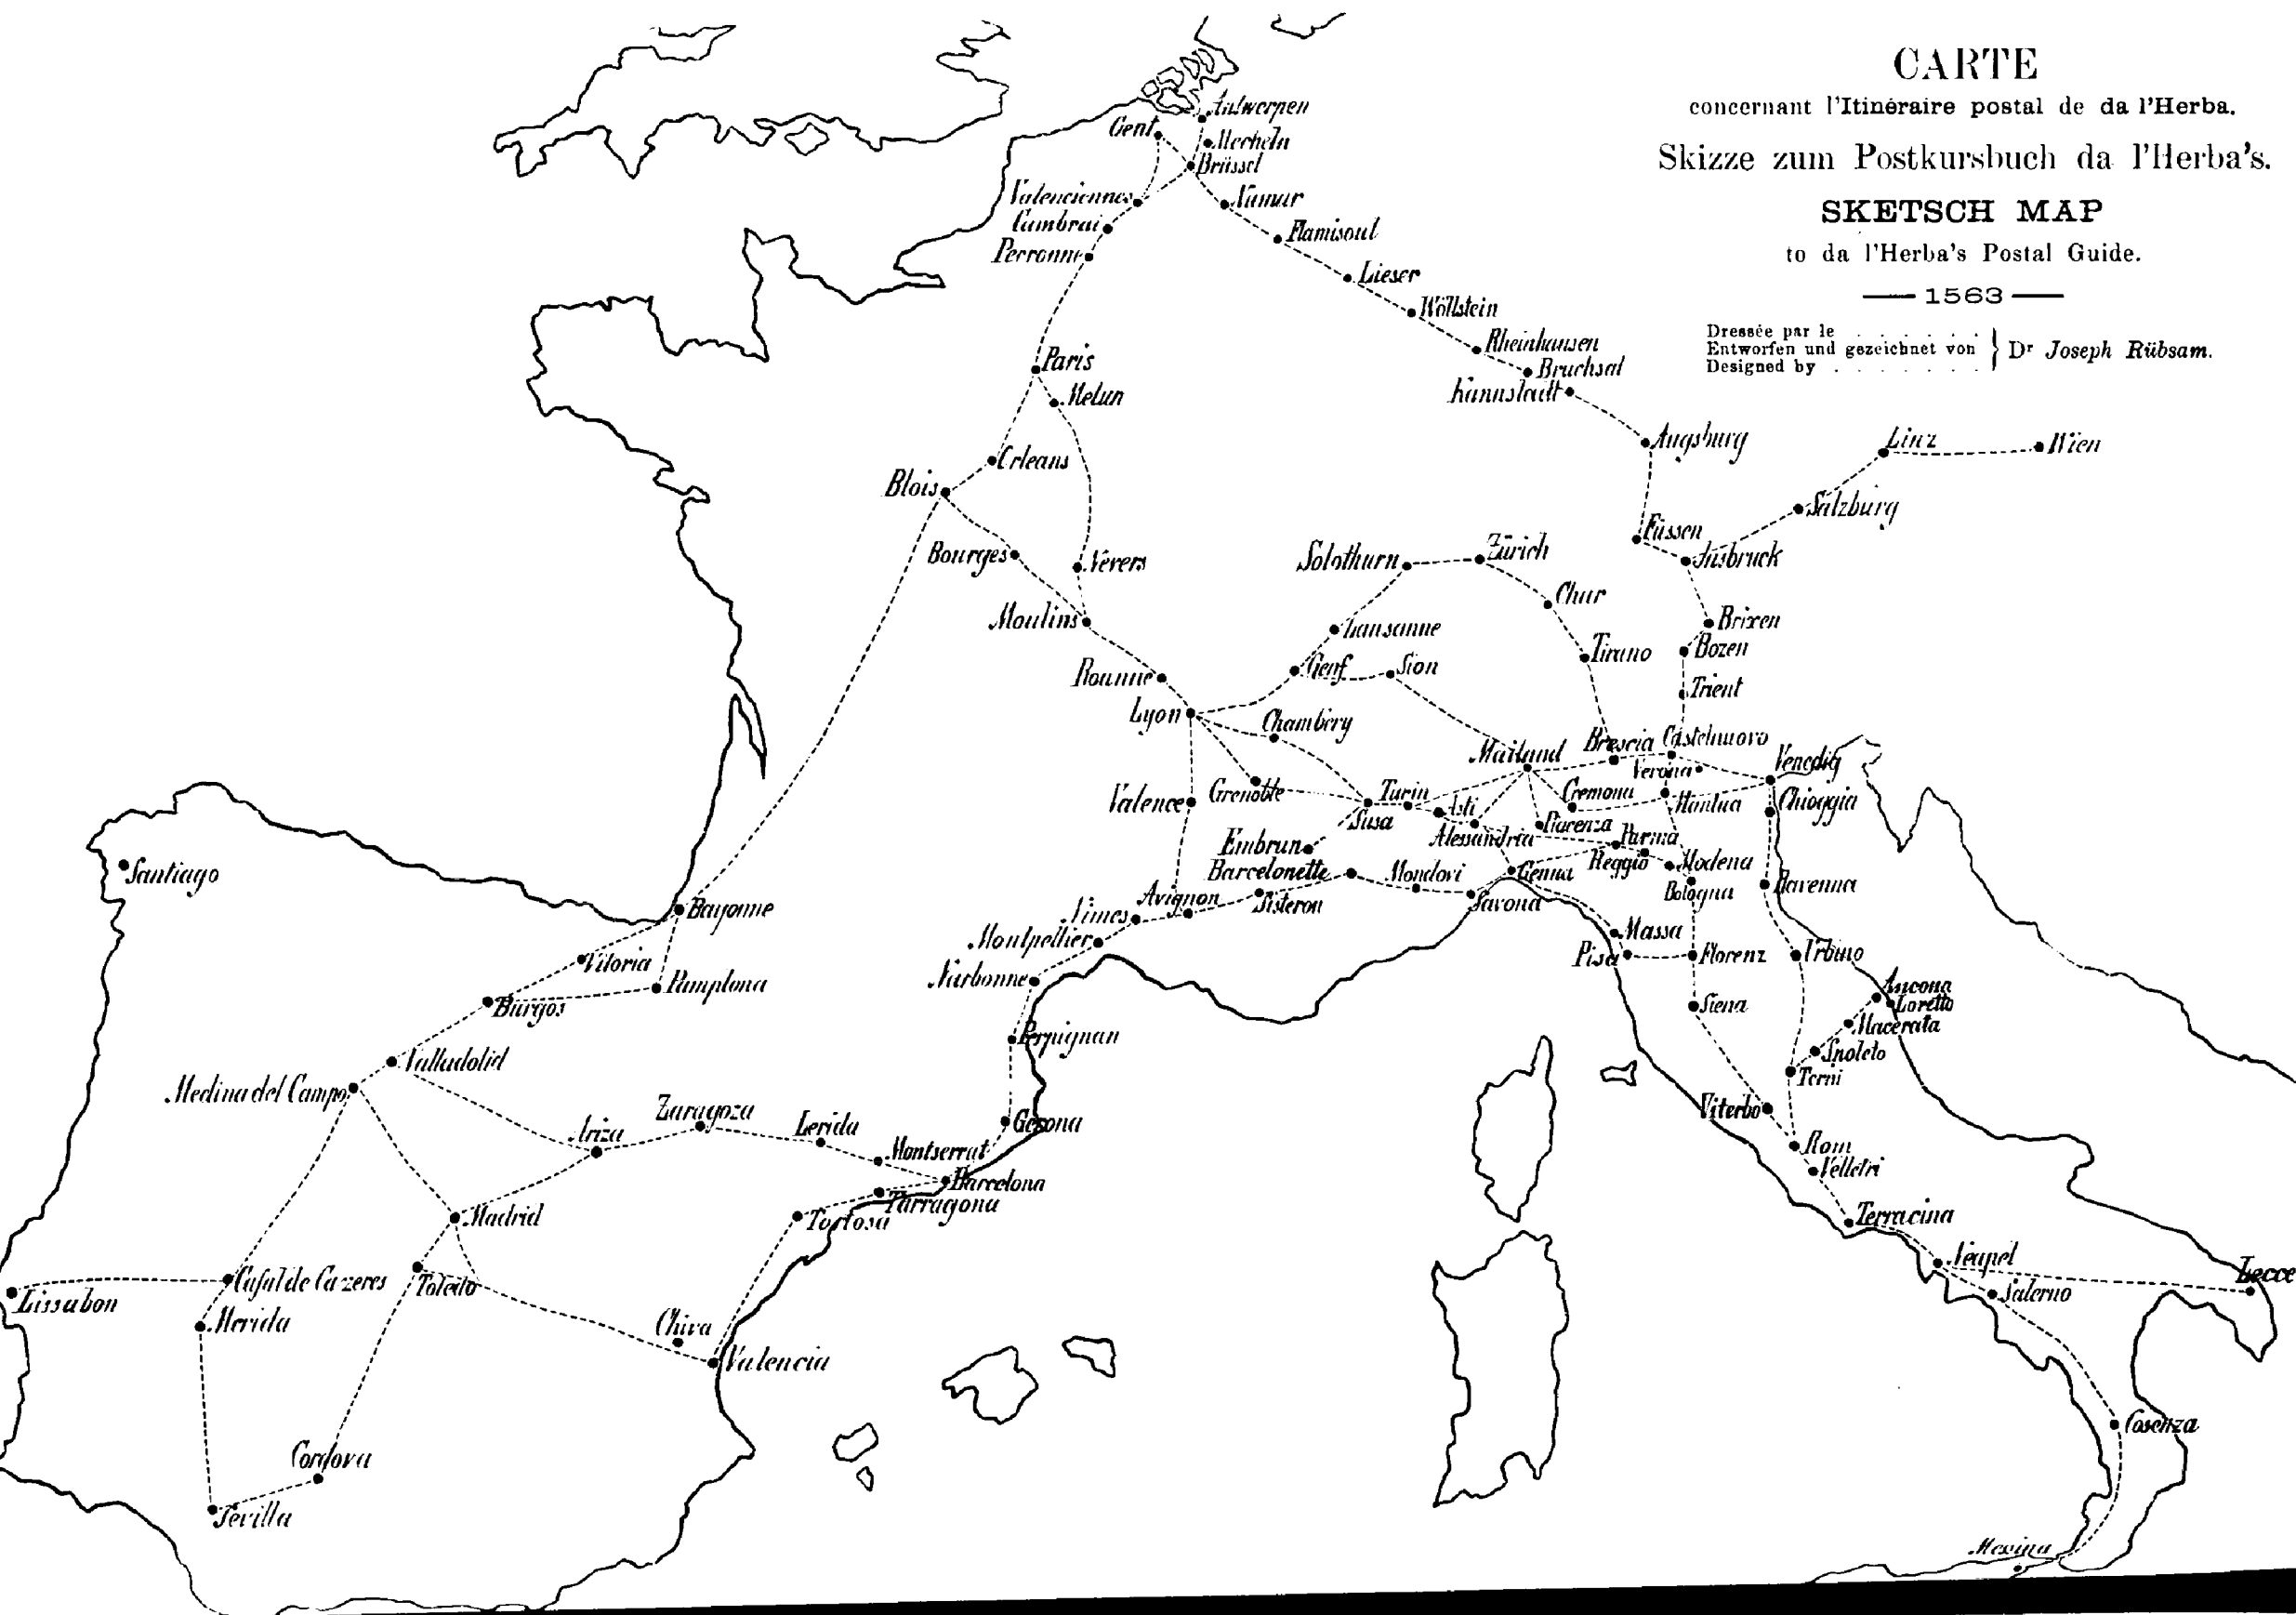 CARTE
concernant l'Itinéraire postal de da l'Herba.
Skizze zum Postkursbuch da l'Herba's.
SKETSCH MAP
to da l'Herba's Postal Guide.
1563
Dressée par le . . . . . .
Entworfen und gezeichnet von } Dr Joseph Rübsam.
Designed by . . . . . . .
Antwerpen
Gent
Mecheln
Brüssel
Valenciennes
Namur
Cambrai
Flamisoul
Perronne
Lieser
Wöllstein
Rheinhausen
Paris
Bruchsal
Kannstadt
Melun
Augsburg
Linz
Wien
Orleans
Blois
Salzburg
Füssen
Solothurn
Zürich
Bourges
Nevers
Insbruck
Chur
Moulins
Lausanne
Brixen
Bozen
Tirano
Genf
Sion
Roanne
Trient
Lyon
Chambery
Mailand
Brescia
Castelnuovo
Venedig
Verona
Valence
Grenoble
Turin
Cremona
Mantua
Chioggia
Asti
Susa
Alessandria
Piacenza
Parma
Embrun
Reggio
Modena
Barcelonette
Mondovi
Genua
Bologna
Ravenna
Santiago
Avignon
Sisteron
Savona
Nimes
Bayonne
Montpellier
Massa
Vitoria
Pisa
Florenz
Urbino
Pamplona
Narbonne
Burgos
Ancona
Loretto
Siena
Macerata
Perpignan
Spoleto
Valladolid
Terni
Medina del Campo
Viterbo
Zaragoza
Lerida
Gerona
Ariza
Montserrat
Rom
Velletri
Barcelona
Tarragona
Madrid
Tortosa
Terracina
Neapel
Lecce
Casal de Cazeres
Toledo
Lissabon
Salerno
Merida
Chiva
Valencia
Cosenza
Cordova
Sevilla
Messina